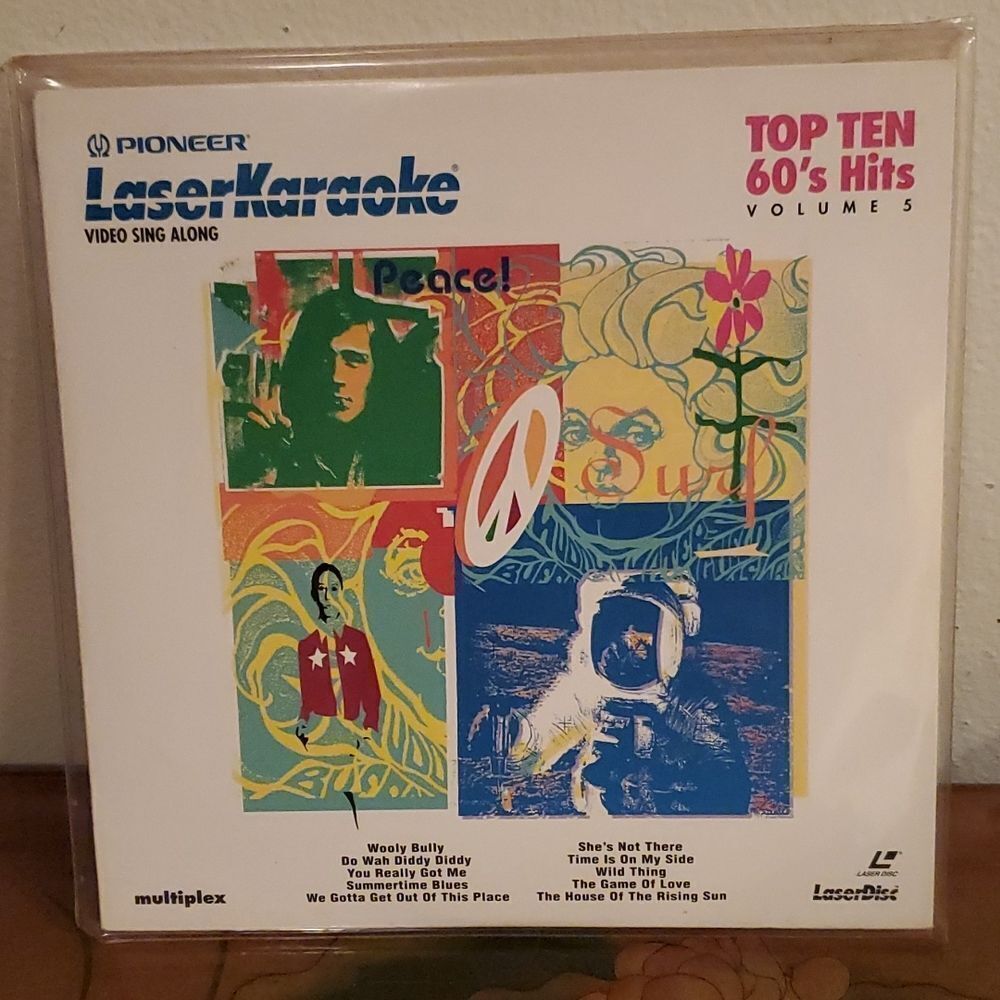 PIONEER®
LaserKaraoke®
VIDEO SING ALONG
TOP TEN
60's Hits
VOLUME 5
Peace!
Surf
Wooly Bully
Do Wah Diddy Diddy
You Really Got Me
Summertime Blues
We Gotta Get Out Of This Place
She's Not There
Time Is On My Side
Wild Thing
The Game Of Love
The House Of The Rising Sun
multiplex
LASER DISC
LaserDisc